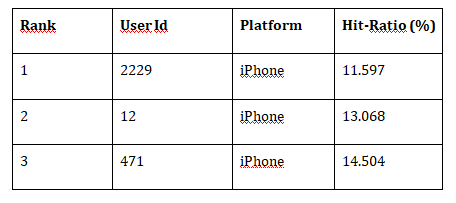 Rank User Id Platform Hit-Ratio (%)
1 2229 iPhone 11.597
2 12 iPhone 13.068
3 471 iPhone 14.504